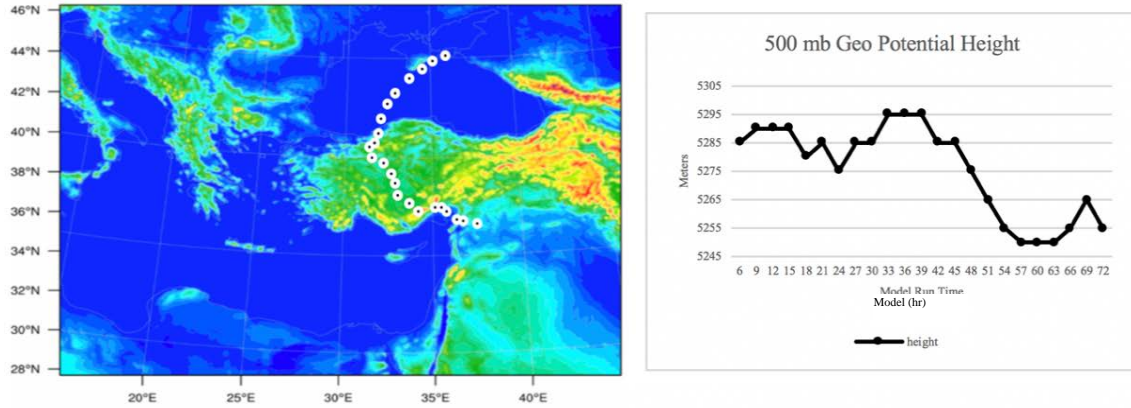 46°N
44°N
42°N
40°N
38°N
36°N
34°N
32°N
30°N
28°N
20°E 25°E 30°E 35°E 40°E
500 mb Geo Potential Height
5305
5295
5285
5275
5265
5255
5245
Meters
6 9 12 15 18 21 24 27 30 33 36 39 42 45 48 51 54 57 60 63 66 69 72
Model Run Time
Model (hr)
height